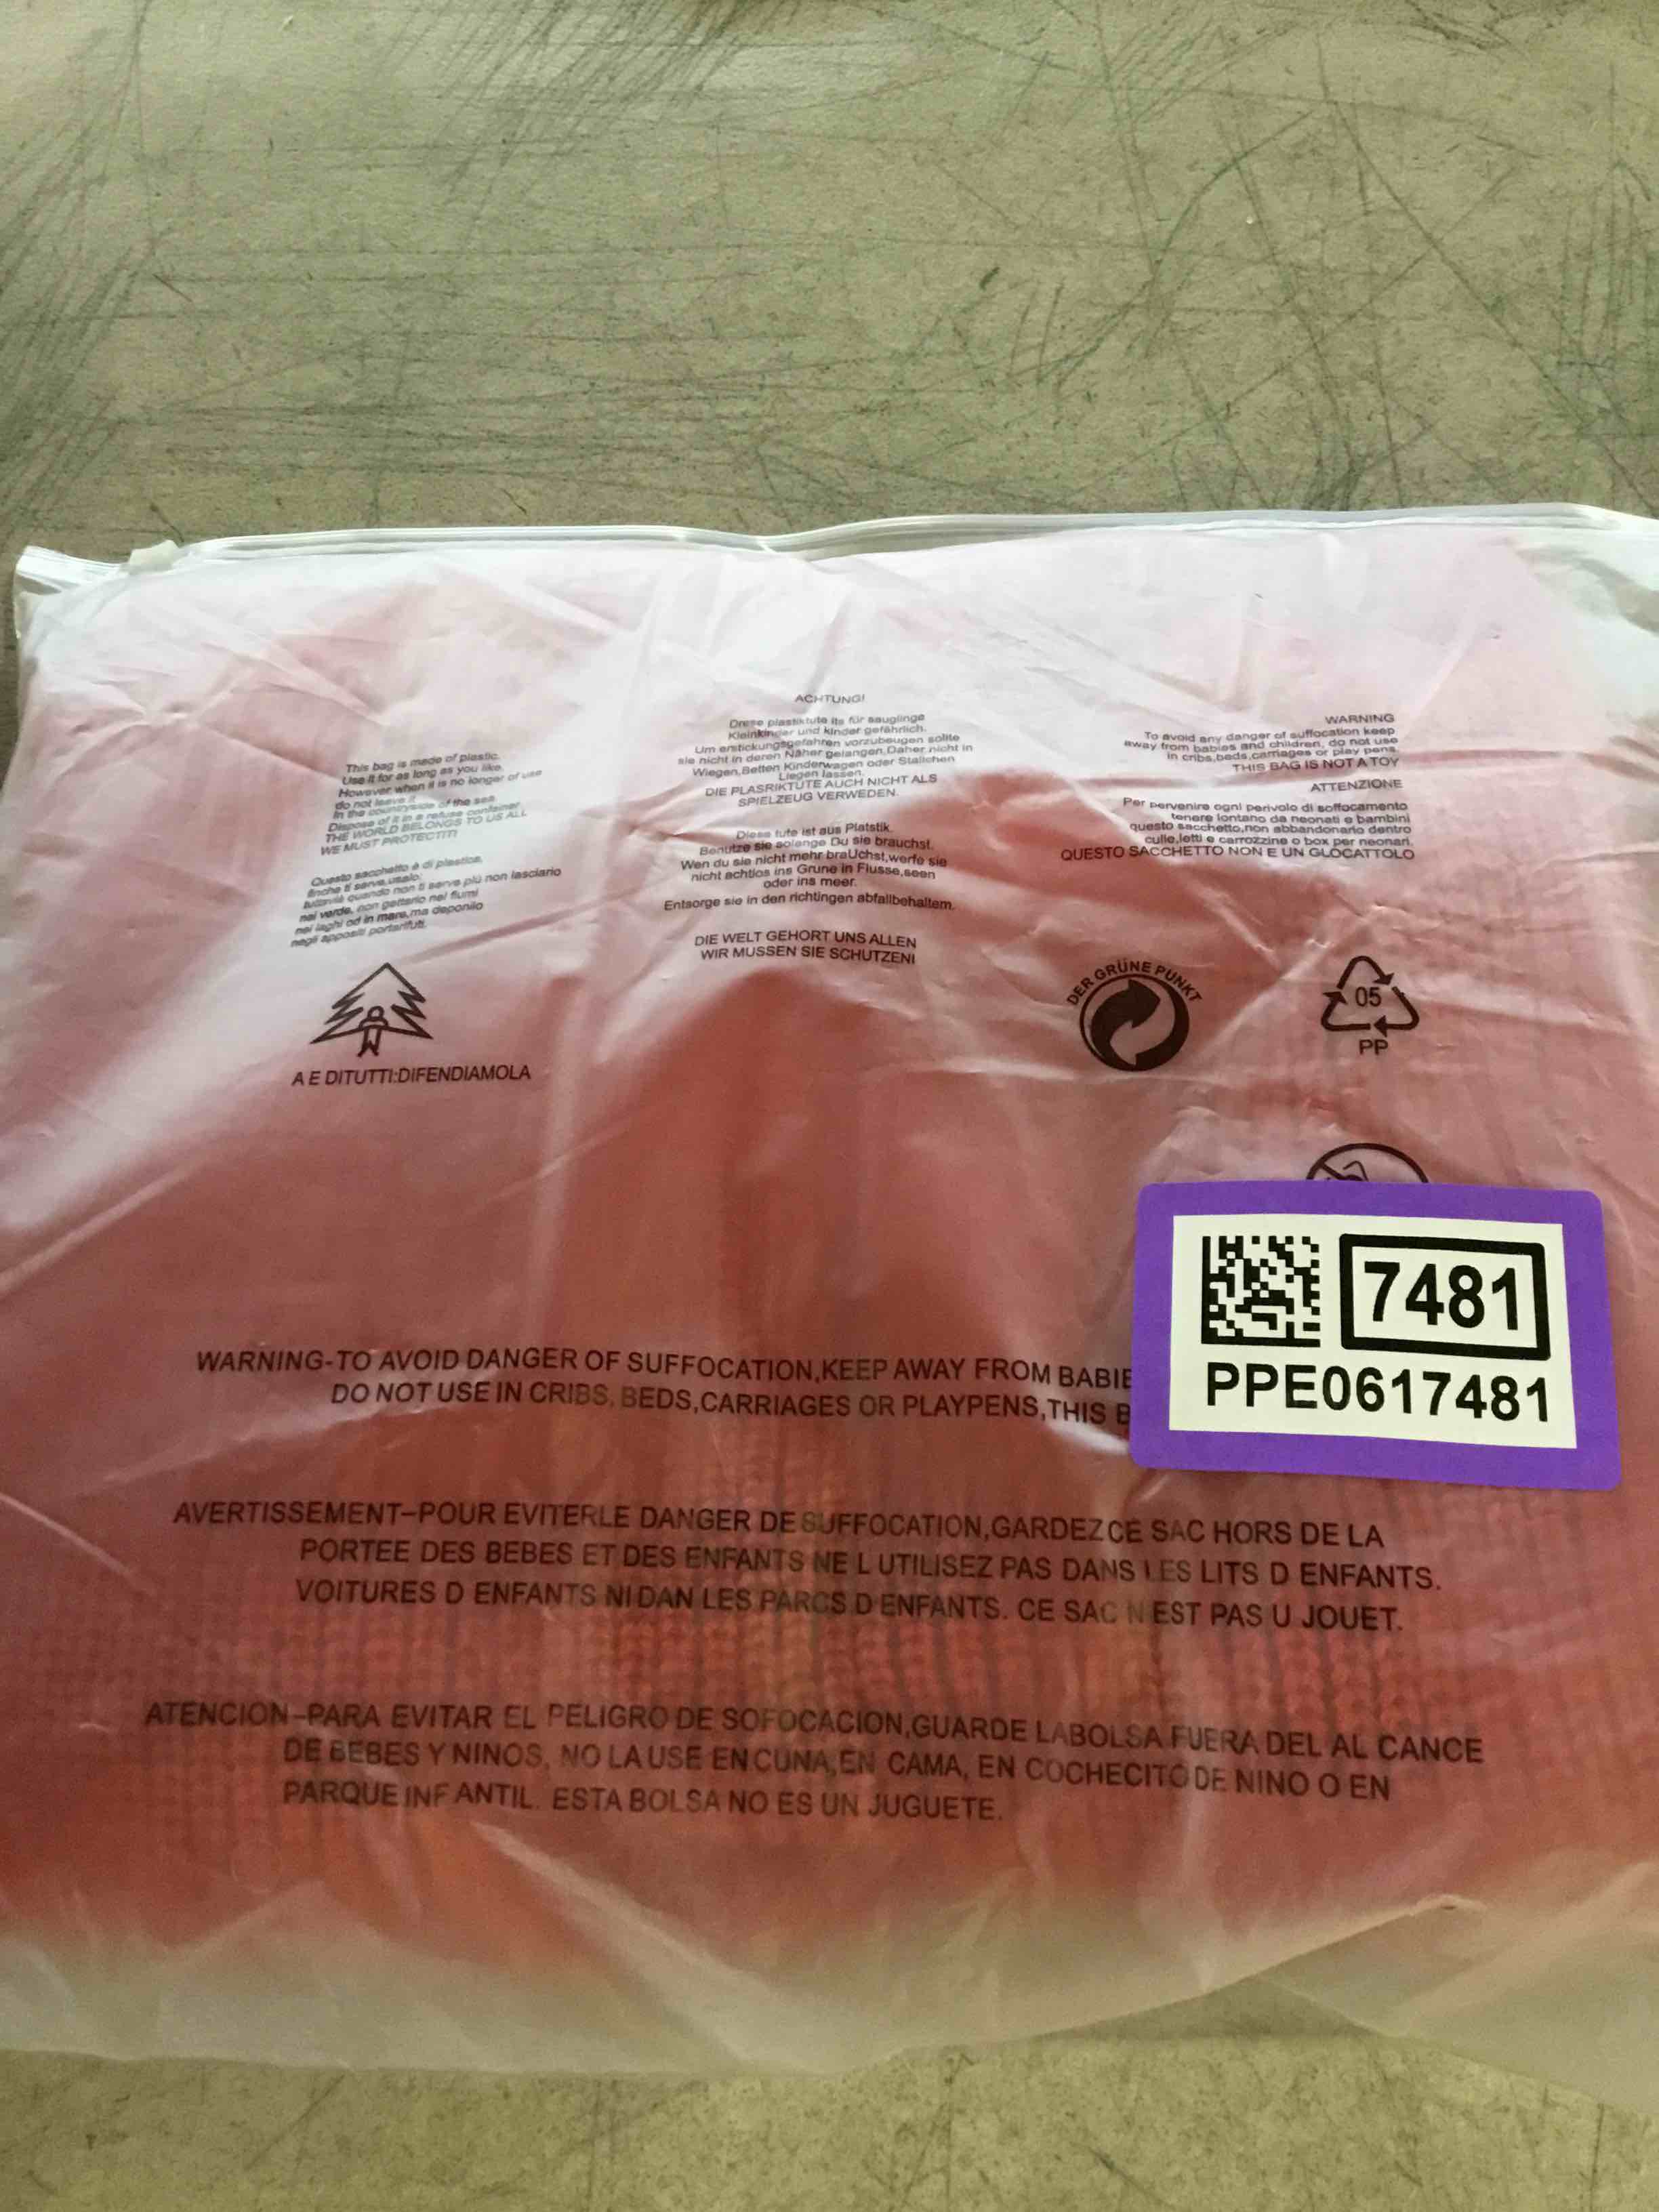 This bag is made of plastic.
Use it for as long as you like.
However when it is no longer of use
do not leave it
in the countryside of the sea
Dispose of it in a refuse container
THE WORLD BELONGS TO US ALL
WE MUST PROTECTITI
Questo sacchetto è di plastica.
finche ti serve,usalo:
tuttavia quando non ti serve più non lasciario
nel verde, non gettario nel fiumi
nei laghi od in mare,ma deponilo
negli appositi portarifuti.
A E DITUTTI:DIFENDIAMOLA
ACHTUNG!
Drese plastiktute its für sauglinge
Kleinkinder und kinder gefährlich.
Um erstickungsgefahren vorzubeugen sollte
sie nicht in deren Näher gelangen,Daher nicht in
Wiegen,Betten Kinderwagen oder Stallchen
Liegen lassen.
DIE PLASRIKTUTE AUCH NICHT ALS
SPIELZEUG VERWEDEN.
Diese tute ist aus Platstik.
Benutze sie solange Du sie brauchst.
Wen du sie nicht mehr braUchst,werfe sie
nicht achtlos ins Grune in Flusse,seen
oder ins meer.
Entsorge sie in den richtingen abfallbehaltem.
DIE WELT GEHORT UNS ALLEN
WIR MUSSEN SIE SCHUTZENI
WARNING
To avoid any danger of suffocation keep
away from babies and children, do not use
in cribs,beds,carriages or play pens.
THIS BAG IS NOT A TOY
ATTENZIONE
Per pervenire ogni perivolo di soffocamento
tenere lontano da neonati e bambini
questo sacchetto,non abbandonarlo dentro
culle,letti e carrozzine o box per neonari.
QUESTO SACCHETTO NON E UN GLOCATTOLO
DER GRÜNE PUNKT
05
PP
7481
PPE0617481
WARNING-TO AVOID DANGER OF SUFFOCATION,KEEP AWAY FROM BABIE
DO NOT USE IN CRIBS, BEDS,CARRIAGES OR PLAYPENS,THIS B
AVERTISSEMENT-POUR EVITERLE DANGER DE SUFFOCATION,GARDEZ CE SAC HORS DE LA
PORTEE DES BEBES ET DES ENFANTS NE L UTILISEZ PAS DANS LES LITS D ENFANTS.
VOITURES D ENFANTS NI DAN LES PARCS D ENFANTS. CE SAC N EST PAS U JOUET.
ATENCION-PARA EVITAR EL PELIGRO DE SOFOCACION,GUARDE LABOLSA FUERA DEL AL CANCE
DE BEBES Y NINOS, NO LA USE EN CUNA,EN CAMA, EN COCHECITO DE NINO O EN
PARQUE INF ANTIL. ESTA BOLSA NO ES UN JUGUETE.